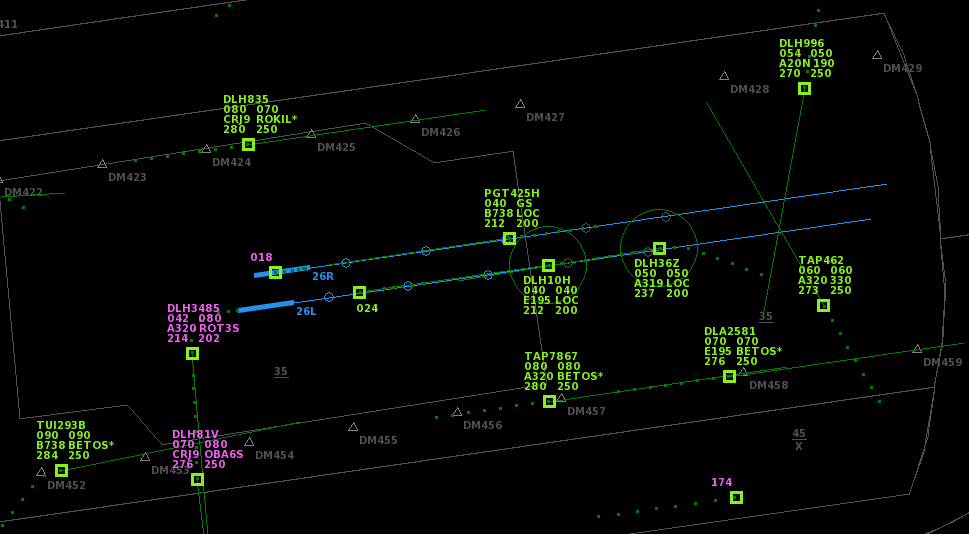 411
DLH996
054 050
A20N 190
270 250
DM429
DM428
DLH835
080 070
CRJ9 ROKIL*
280 250
DM427
DM426
DM425
DM424
DM423
DM422
PGT425H
040 GS
B738 LOC
212 200
018
26R
DLH36Z
050 050
A319 LOC
237 200
TAP462
060 060
A320 330
273 250
DLH10H
040 040
E195 LOC
212 200
26L
024
DLH3485
042 080
A320 ROT3S
214 202
35
DLA2581
070 070
E195 BETOS*
276 250
DM459
TAP7867
080 080
A320 BETOS*
280 250
35
DM458
DM457
DM456
TUI293B
090 090
B738 BETOS*
284 250
DLH81V
070 080
CRJ9 OBA6S
276 250
DM455
45
X
DM454
DM453
DM452
174